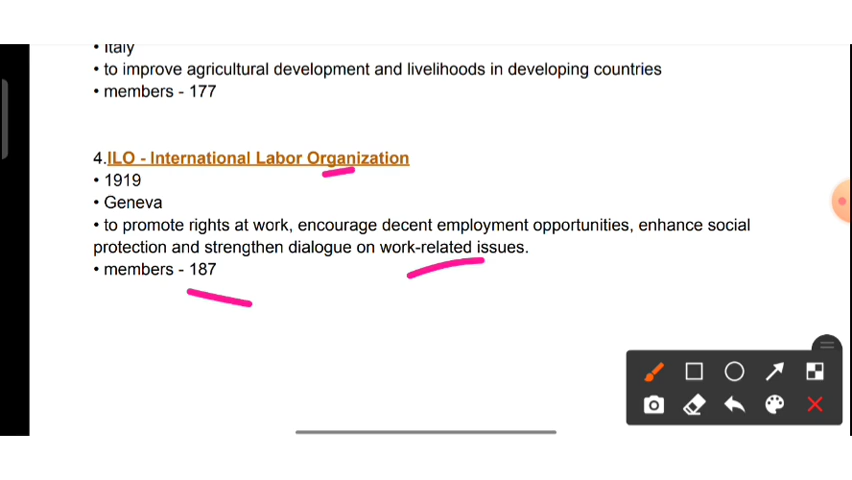 • Italy
• to improve agricultural development and livelihoods in developing countries
• members - 177
4.ILO - International Labor Organization
• 1919
• Geneva
• to promote rights at work, encourage decent employment opportunities, enhance social
protection and strengthen dialogue on work-related issues.
• members - 187